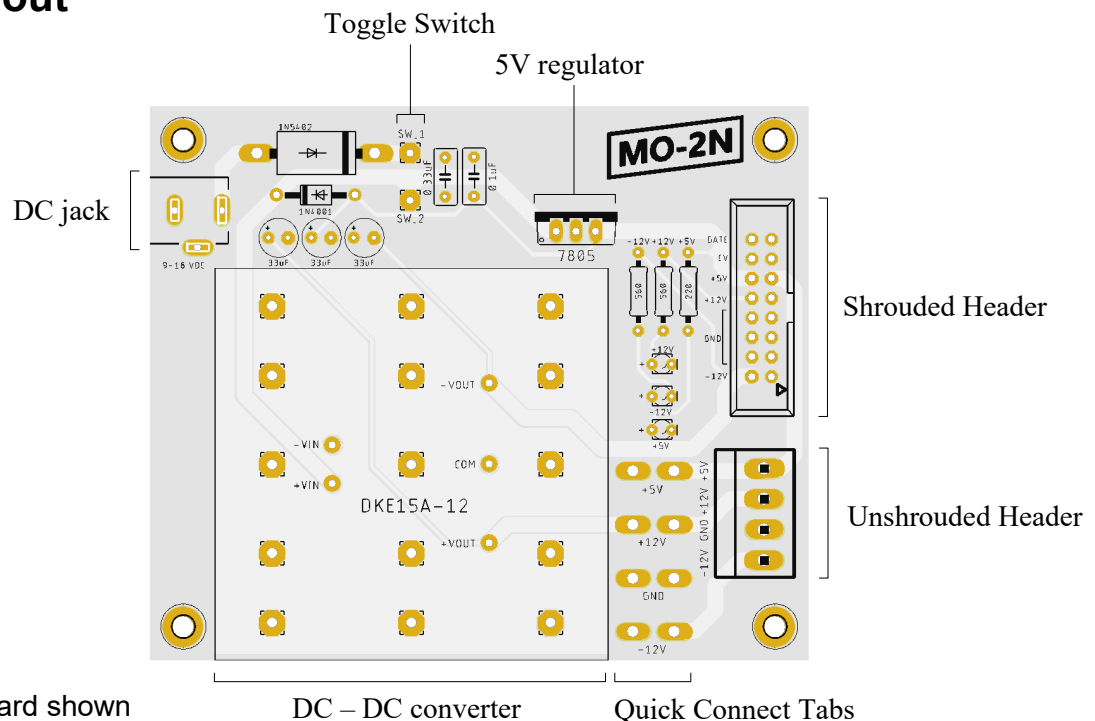 out
Toggle Switch
5V regulator
1N5402
SW_1
MO-2N
0.33uF
0.1uF
DC jack
1N4001
SW_2
9-18 VDC
33uF
33uF
33uF
7805
-12V
+12V
+5V
GATE
CV
+5V
+12V
GND
-12V
560
560
220
Shrouded Header
+12V
-12V
+5V
-VOUT
-VIN
COM
+VIN
DKE15A-12
+VOUT
+5V
+12V
GND
-12V
+5V
+12V
GND
-12V
Unshrouded Header
ard shown
DC – DC converter
Quick Connect Tabs